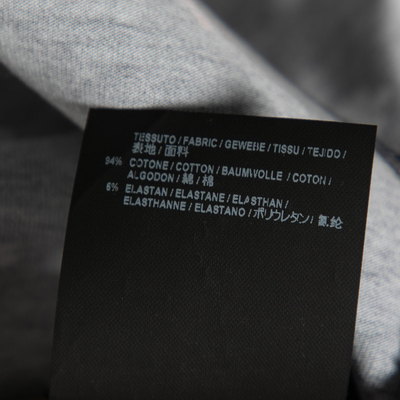 TESSUTO / FABRIC / GEWEBE / TISSU / TEJIDO /
表地 / 面料
94% COTONE / COTTON / BAUMWOLLE / COTON /
ALGODON / 綿 / 棉
6% ELASTAN / ELASTANE / ELASTHAN /
ELASTHANNE / ELASTANO / ポリウレタン / 氨纶